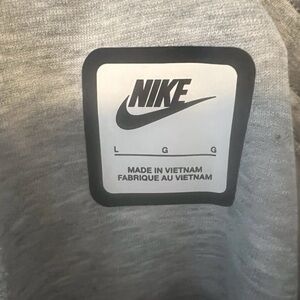 NIKE
L G G
MADE IN VIETNAM
FABRIQUE AU VIETNAM